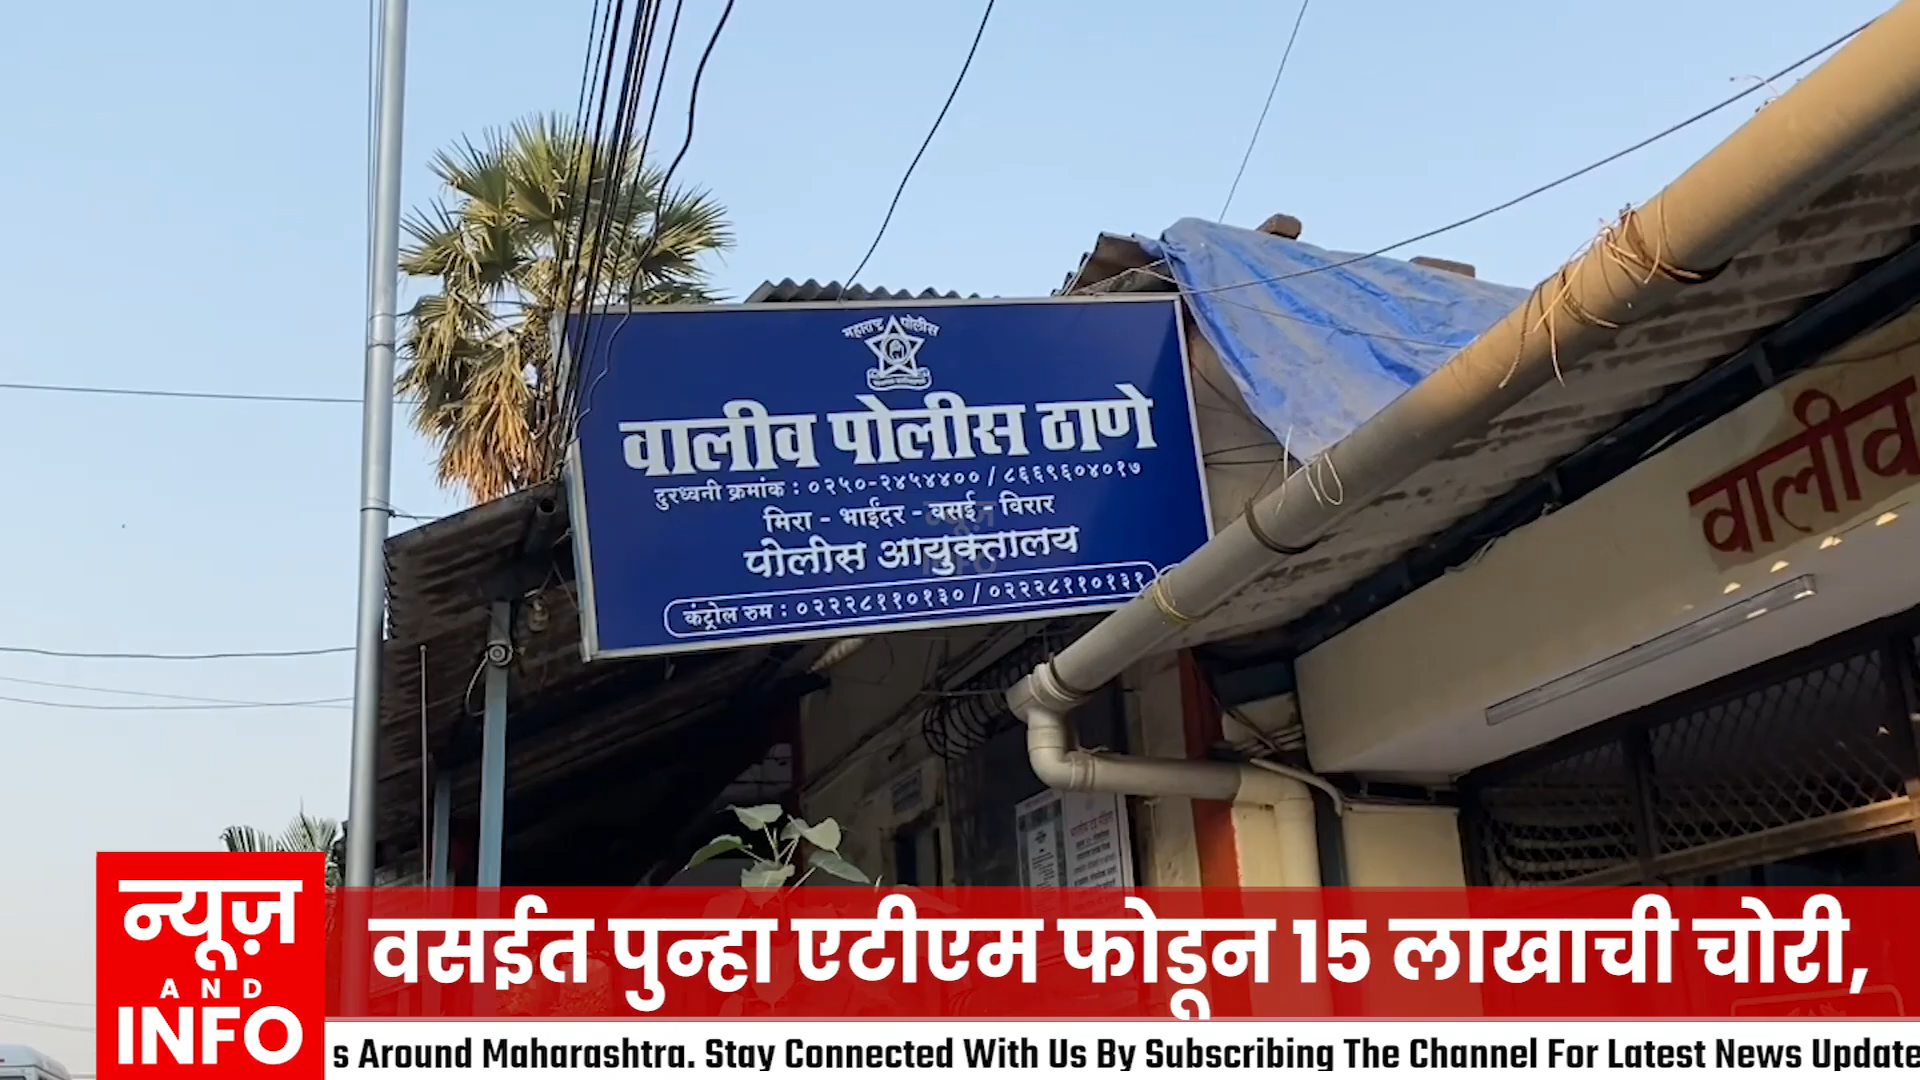 महाराष्ट्र पोलीस
वालीव पोलीस ठाणे
दुरध्वनी क्रमांक : ०२५०-२४५४४०० / ८६६९६०४०१७
मिरा - भाईंदर - वसई - विरार
पोलीस आयुक्तालय
कंट्रोल रुम : ०२२२८११०१३० / ०२२२८११०१३१
वालीव
न्यूज़
AND
INFO
वसईत पुन्हा एटीएम फोडून 15 लाखाची चोरी,
s Around Maharashtra. Stay Connected With Us By Subscribing The Channel For Latest News Update